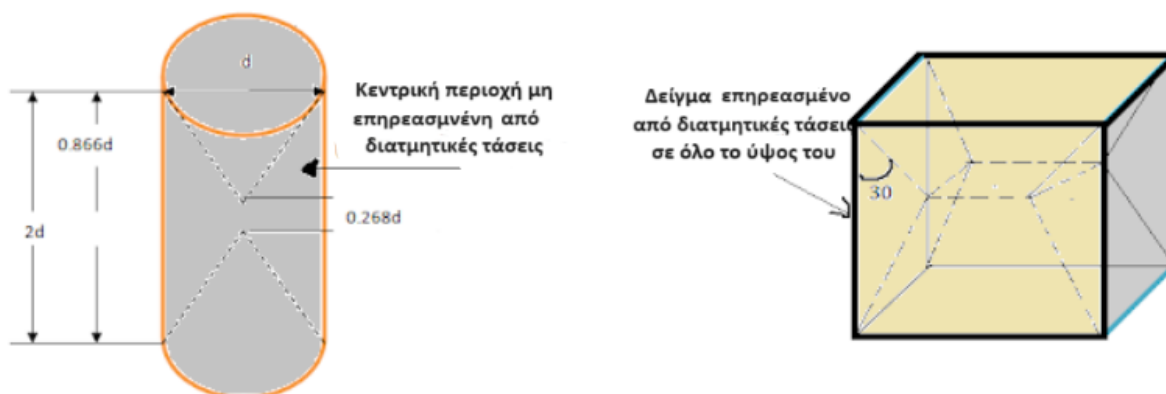 d
Κεντρική περιοχή μη
επηρεασμνένη από
διατμητικές τάσεις
0.866d
2d
0.268d
Δείγμα επηρεασμένο
από διατμητικές τάσεις
σε όλο το ύψος του
30